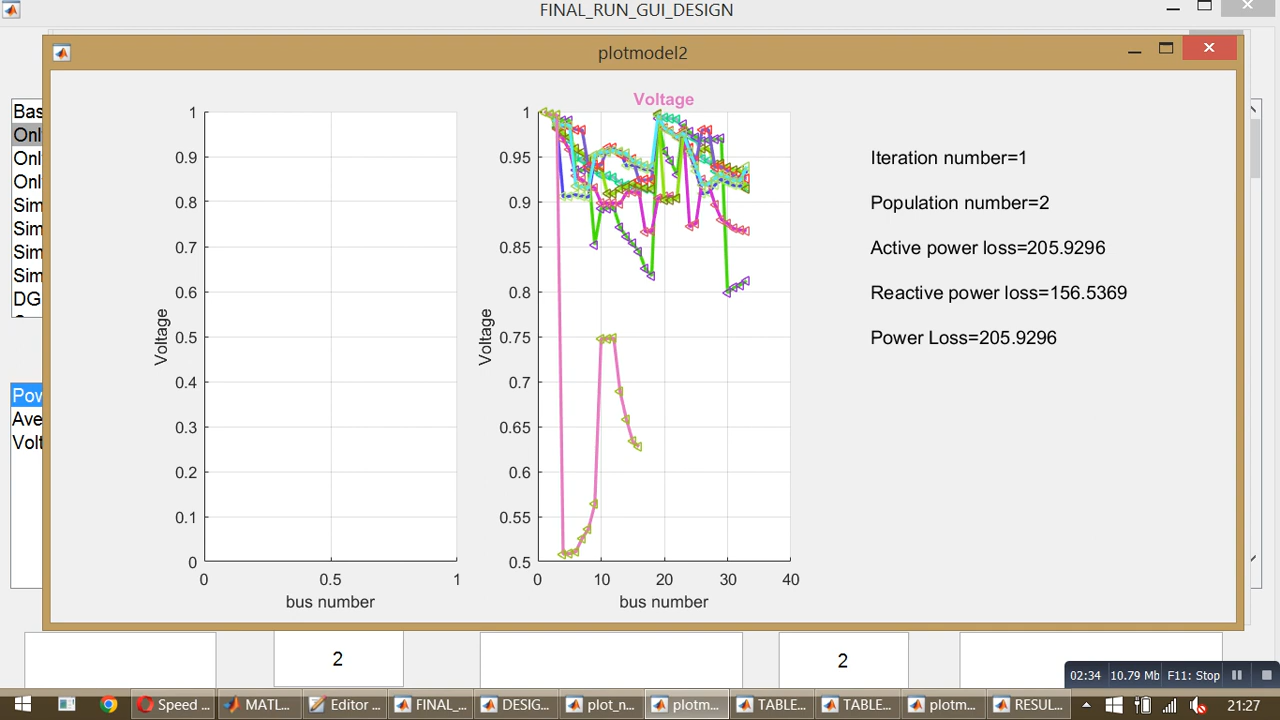 FINAL_RUN_GUI_DESIGN
plotmodel2
Bas
Onl
Onl
Onl
Sim
Sim
Sim
Sim
DG
Pow
Ave
Volt
1
0.9
0.8
0.7
0.6
0.5
0.4
0.3
0.2
0.1
0
0
0.5
1
Voltage
bus number
Voltage
1
0.95
0.9
0.85
0.8
0.75
0.7
0.65
0.6
0.55
0.5
0
10
20
30
40
Voltage
bus number
Iteration number=1
Population number=2
Active power loss=205.9296
Reactive power loss=156.5369
Power Loss=205.9296
2
2
02:34 10.79 Mb F11: Stop
Speed ... MATL... Editor ... FINAL_... DESIG... plot_n... plotm... TABLE... TABLE... plotm... RESUL... 21:27